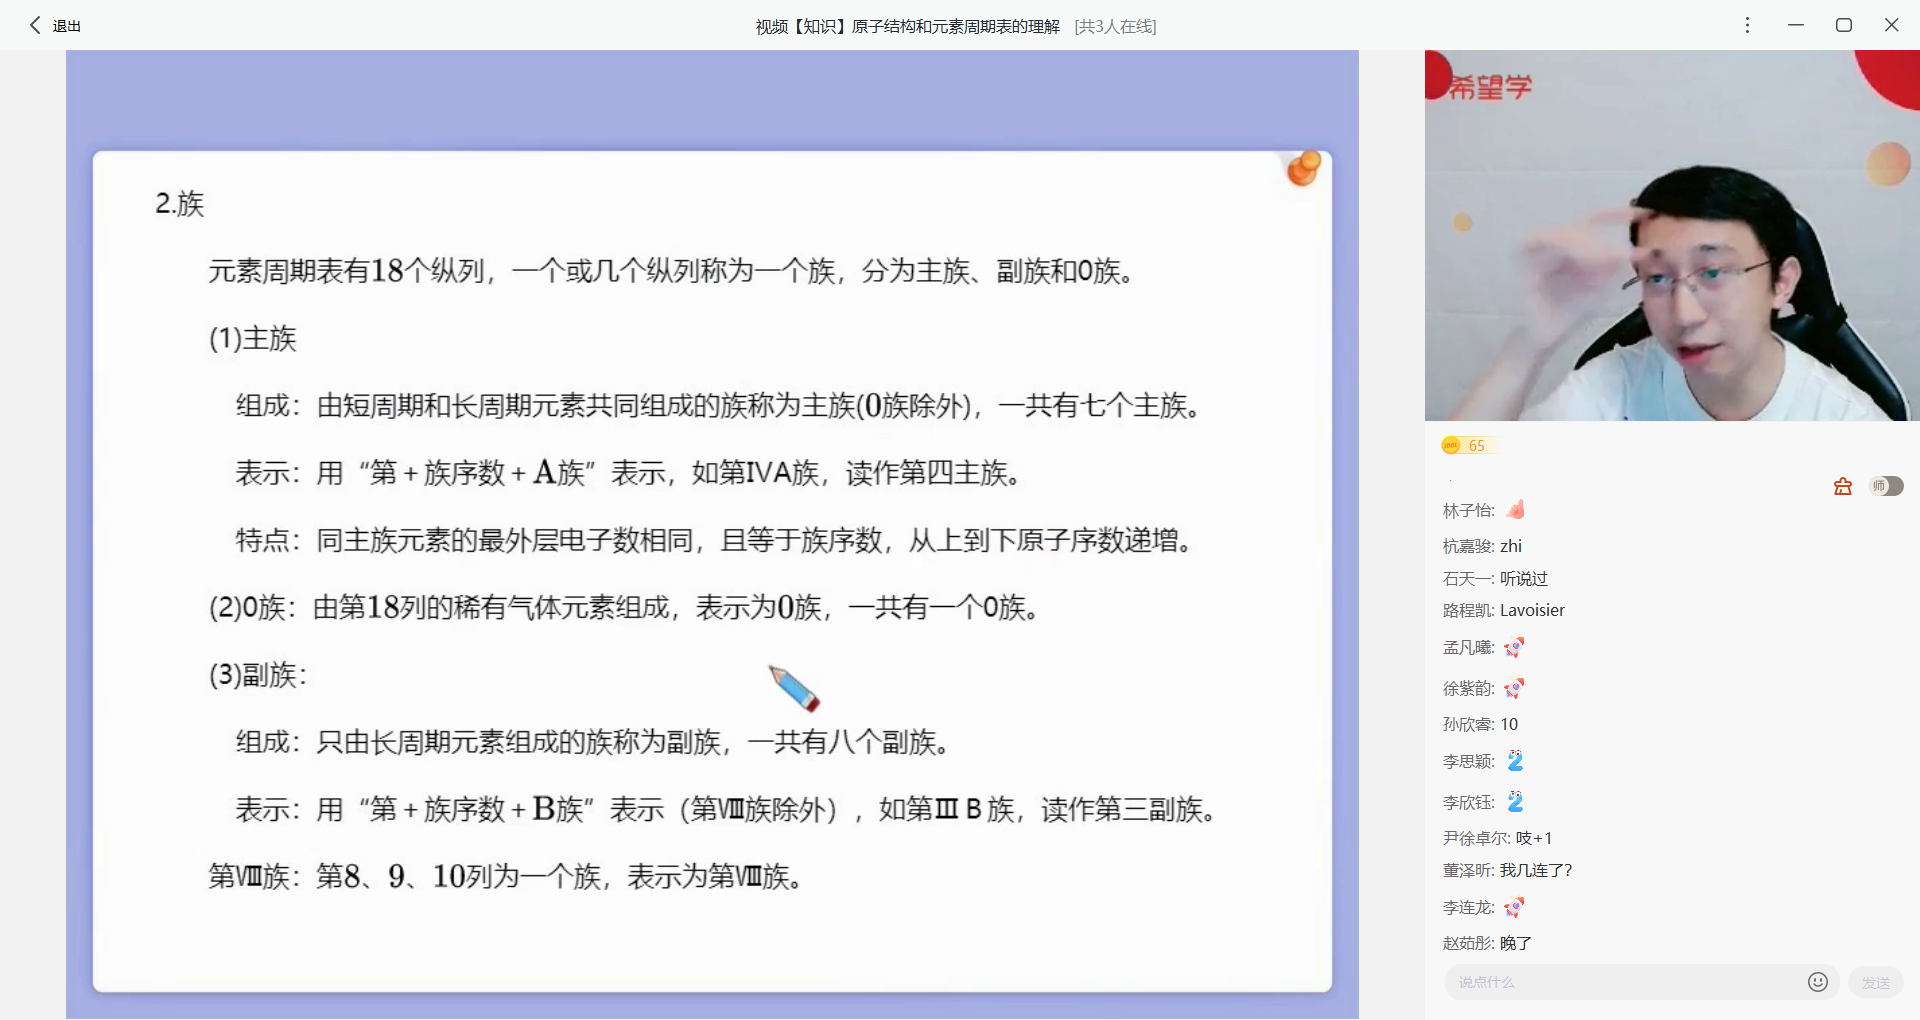 退出
视频【知识】原子结构和元素周期表的理解 [共3人在线]
2.族
元素周期表有18个纵列，一个或几个纵列称为一个族，分为主族、副族和0族。
(1)主族
组成：由短周期和长周期元素共同组成的族称为主族(0族除外)，一共有七个主族。
表示：用“第+族序数+A族”表示，如第ⅣA族，读作第四主族。
特点：同主族元素的最外层电子数相同，且等于族序数，从上到下原子序数递增。
(2)0族：由第18列的稀有气体元素组成，表示为0族，一共有一个0族。
(3)副族：
组成：只由长周期元素组成的族称为副族，一共有八个副族。
表示：用“第+族序数+B族”表示（第Ⅷ族除外），如第ⅢB族，读作第三副族。
第Ⅷ族：第8、9、10列为一个族，表示为第Ⅷ族。
希望学
65
师
林子怡:
杭嘉骏: zhi
石天一: 听说过
路程凯: Lavoisier
孟凡曦:
徐紫韵:
孙欣睿: 10
李思颖: 2
李欣钰: 2
尹徐卓尔: 吱+1
董泽昕: 我几连了?
李连龙:
赵茹彤: 晚了
说点什么
发送